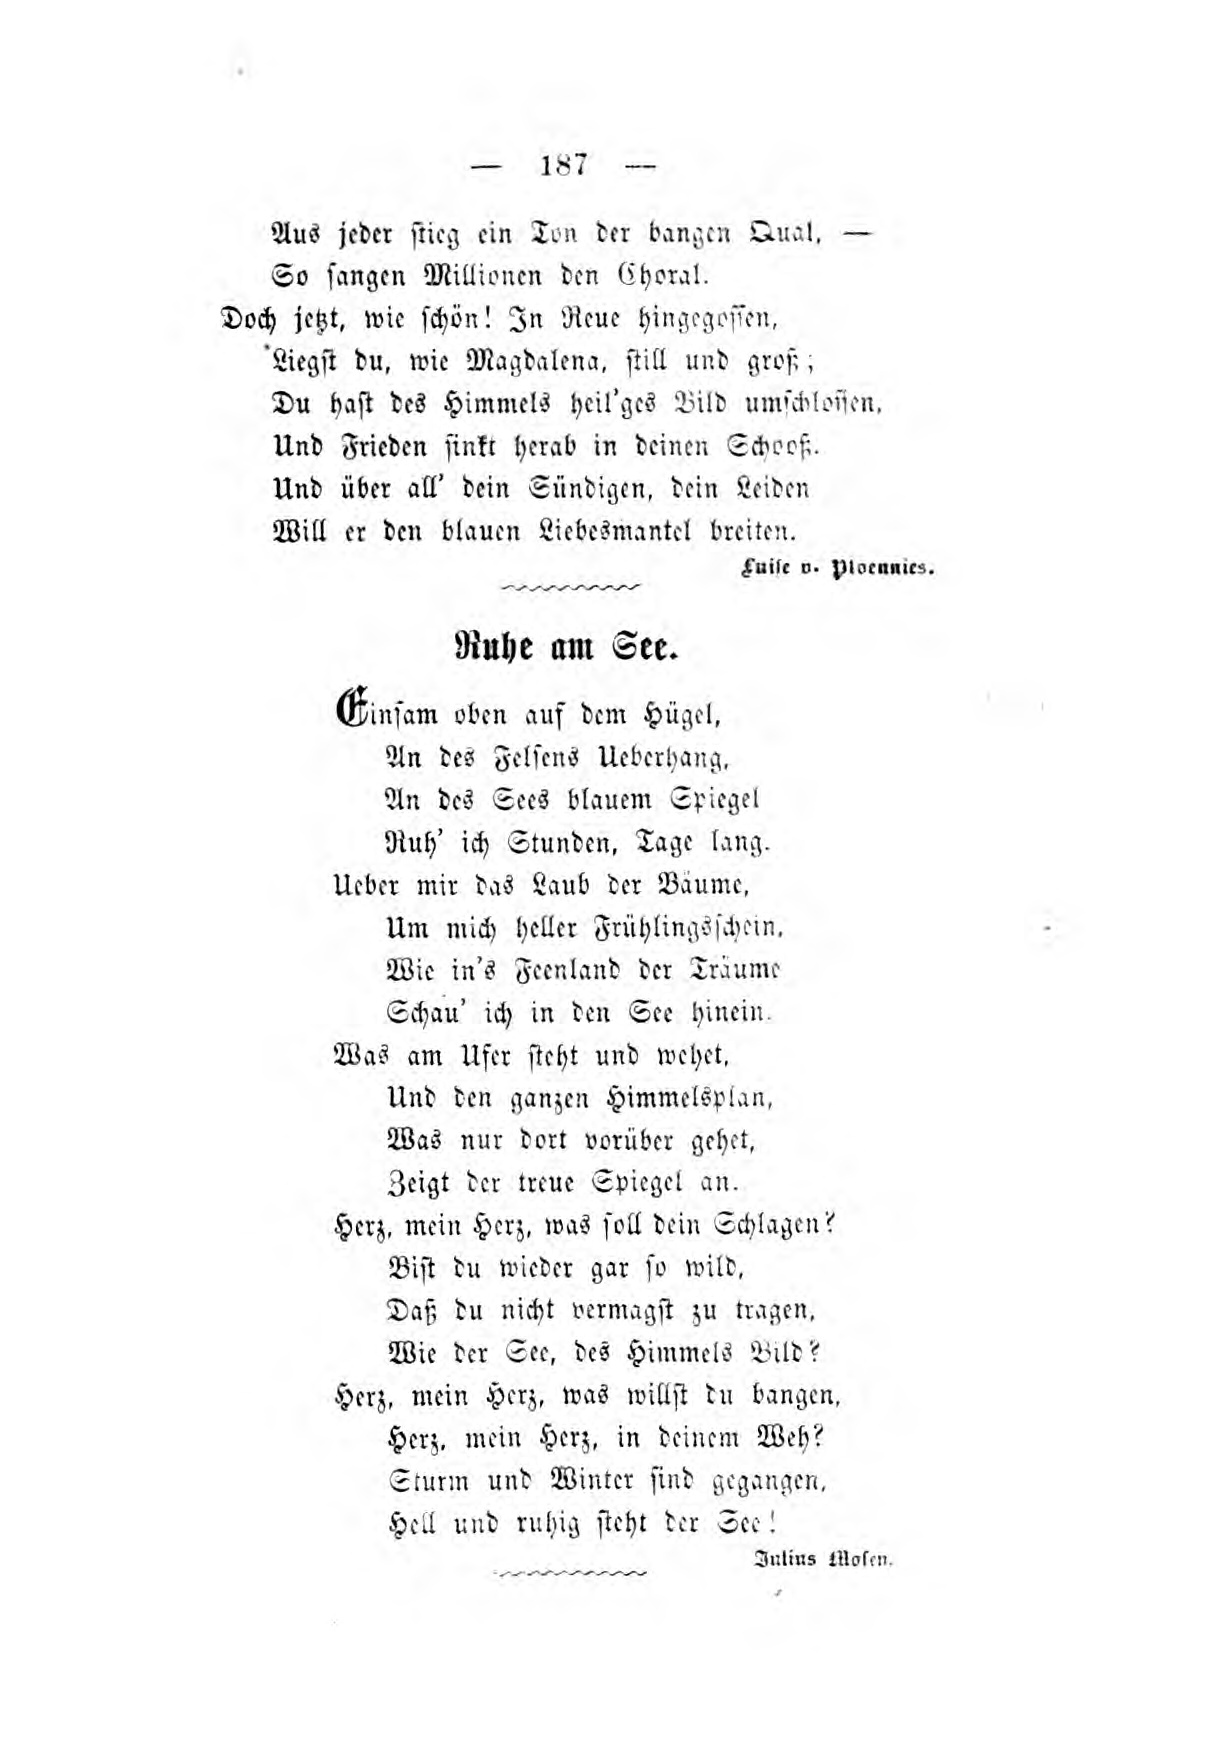 — 187 —
Aus jeder stieg ein Ton der bangen Qual, —
So sangen Millionen den Choral.
Doch jetzt, wie schön! In Reue hingegossen,
Liegst du, wie Magdalena, still und groß;
Du hast des Himmels heil'ges Bild umschlossen,
Und Frieden sinkt herab in deinen Schooß.
Und über all' dein Sündigen, dein Leiden
Will er den blauen Liebesmantel breiten.
Luise v. Ploennies.
Ruhe am See.
Einsam oben auf dem Hügel,
An des Felsens Ueberhang,
An des Sees blauem Spiegel
Ruh' ich Stunden, Tage lang.
Ueber mir das Laub der Bäume,
Um mich heller Frühlingsschein,
Wie in's Feenland der Träume
Schau' ich in den See hinein.
Was am Ufer steht und wehet,
Und den ganzen Himmelsplan,
Was nur dort vorüber gehet,
Zeigt der treue Spiegel an.
Herz, mein Herz, was soll dein Schlagen?
Bist du wieder gar so wild,
Daß du nicht vermagst zu tragen,
Wie der See, des Himmels Bild?
Herz, mein Herz, was willst du bangen,
Herz, mein Herz, in deinem Weh?
Sturm und Winter sind gegangen,
Hell und ruhig steht der See!
Julius Mosen.